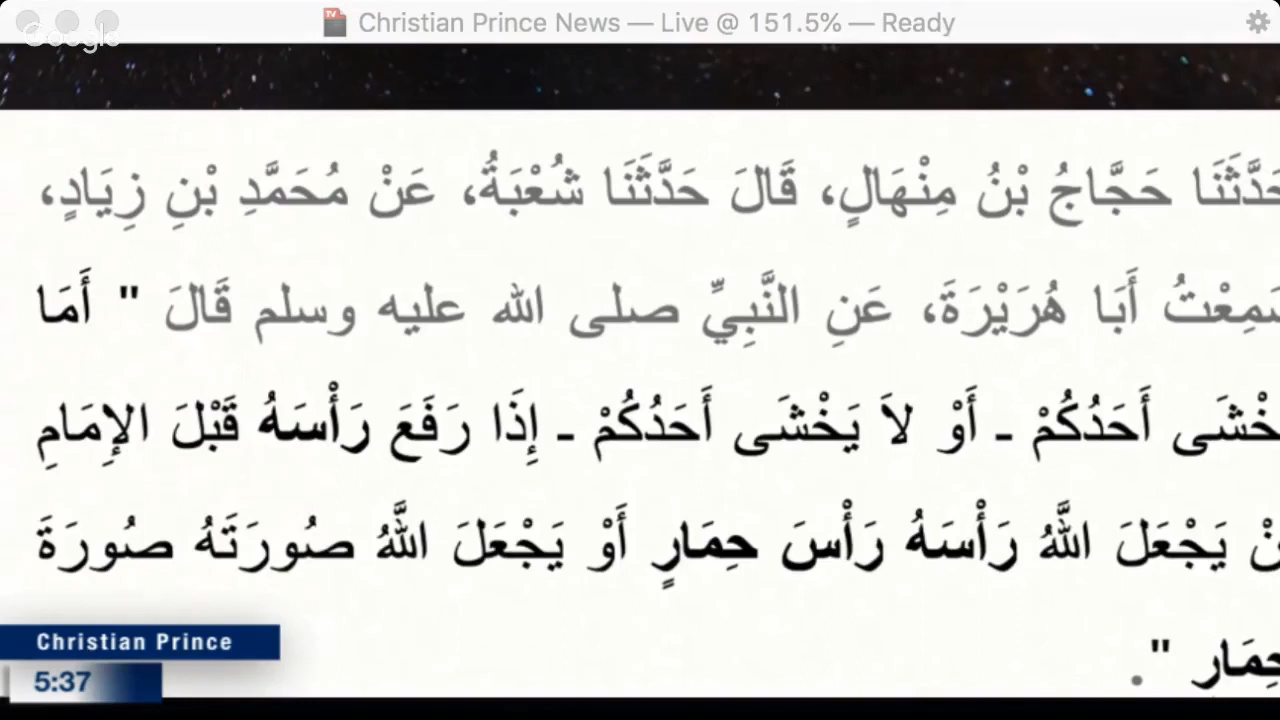 Christian Prince News — Live @ 151.5% — Ready
Google
حَدَّثَنَا حَجَّاجُ بْنُ مِنْهَالٍ، قَالَ حَدَّثَنَا شُعْبَةُ، عَنْ مُحَمَّدِ بْنِ زِيَادٍ،
سَمِعْتُ أَبَا هُرَيْرَةَ، عَنِ النَّبِيِّ صلى الله عليه وسلم قَالَ " أَمَا
أَحَدُكُمْ ـ أَوْ لاَ يَخْشَى أَحَدُكُمْ ـ إِذَا رَفَعَ رَأْسَهُ قَبْلَ الإِمَامِ
يَجْعَلَ اللَّهُ رَأْسَهُ رَأْسَ حِمَارٍ أَوْ يَجْعَلَ اللَّهُ صُورَتَهُ صُورَةَ
حِمَارٍ ".
Christian Prince
5:37